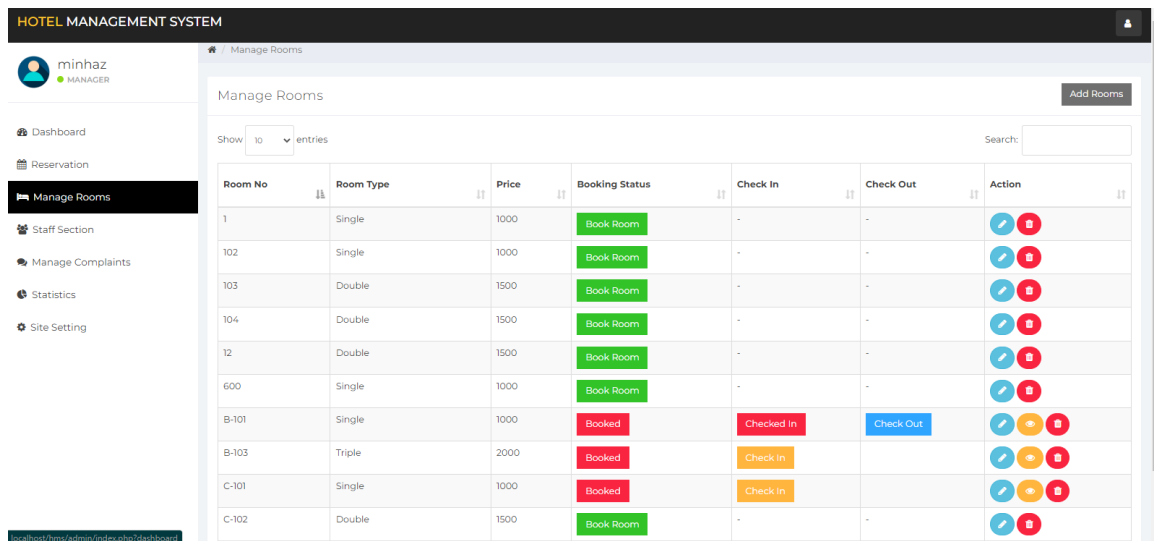 HOTEL MANAGEMENT SYSTEM
minhaz
MANAGER
/ Manage Rooms
Manage Rooms
Add Rooms
Dashboard
Reservation
Manage Rooms
Staff Section
Manage Complaints
Statistics
Site Setting
Show 10 entries Search:
Room No Room Type Price Booking Status Check In Check Out Action
1 Single 1000 Book Room - -
102 Single 1000 Book Room - -
103 Double 1500 Book Room - -
104 Double 1500 Book Room - -
12 Double 1500 Book Room - -
600 Single 1000 Book Room - -
B-101 Single 1000 Booked Checked In Check Out
B-103 Triple 2000 Booked Check In
C-101 Single 1000 Booked Check In
C-102 Double 1500 Book Room - -
localhost/hms/admin/index.php?dashboard